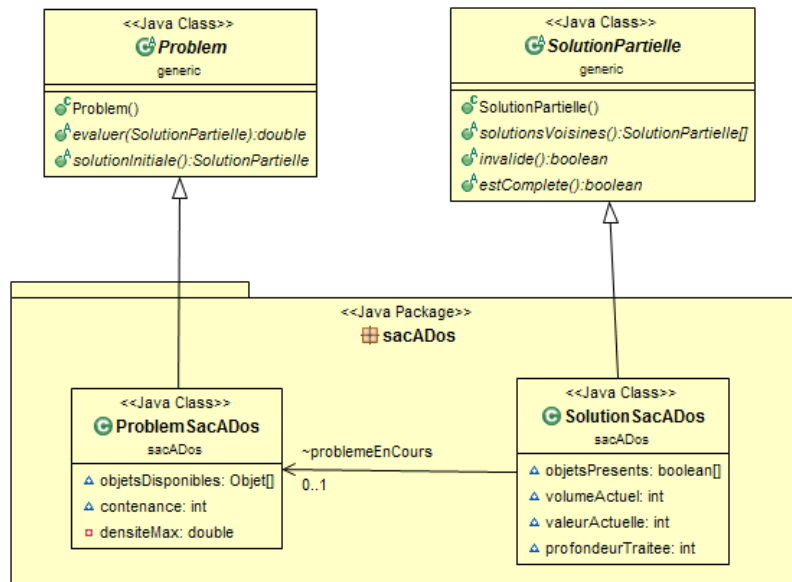 <<Java Class>>
Problem
generic
Problem()
evaluer(SolutionPartielle):double
solutionInitiale():SolutionPartielle
<<Java Class>>
SolutionPartielle
generic
SolutionPartielle()
solutionsVoisines():SolutionPartielle[]
invalide():boolean
estComplete():boolean
<<Java Package>>
sacADos
<<Java Class>>
ProblemSacADos
sacADos
objetsDisponibles: Objet[]
contenance: int
densiteMax: double
~problemeEnCours
0..1
<<Java Class>>
SolutionSacADos
sacADos
objetsPresents: boolean[]
volumeActuel: int
valeurActuelle: int
profondeurTraitee: int